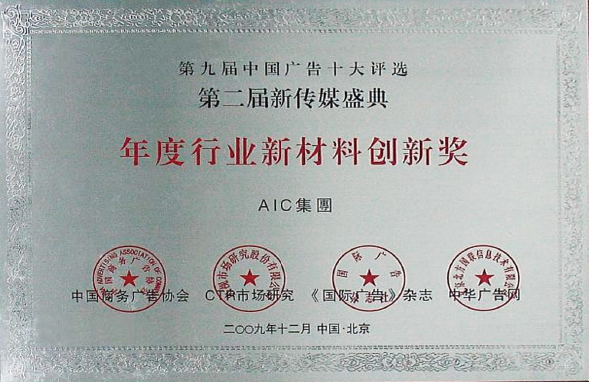 第九届中国广告十大评选
第二届新传媒盛典
年度行业新材料创新奖
AIC集團
中国商务广告协会 CTR市场研究 《国际广告》杂志 中华广告网
二〇〇九年十二月 中国·北京